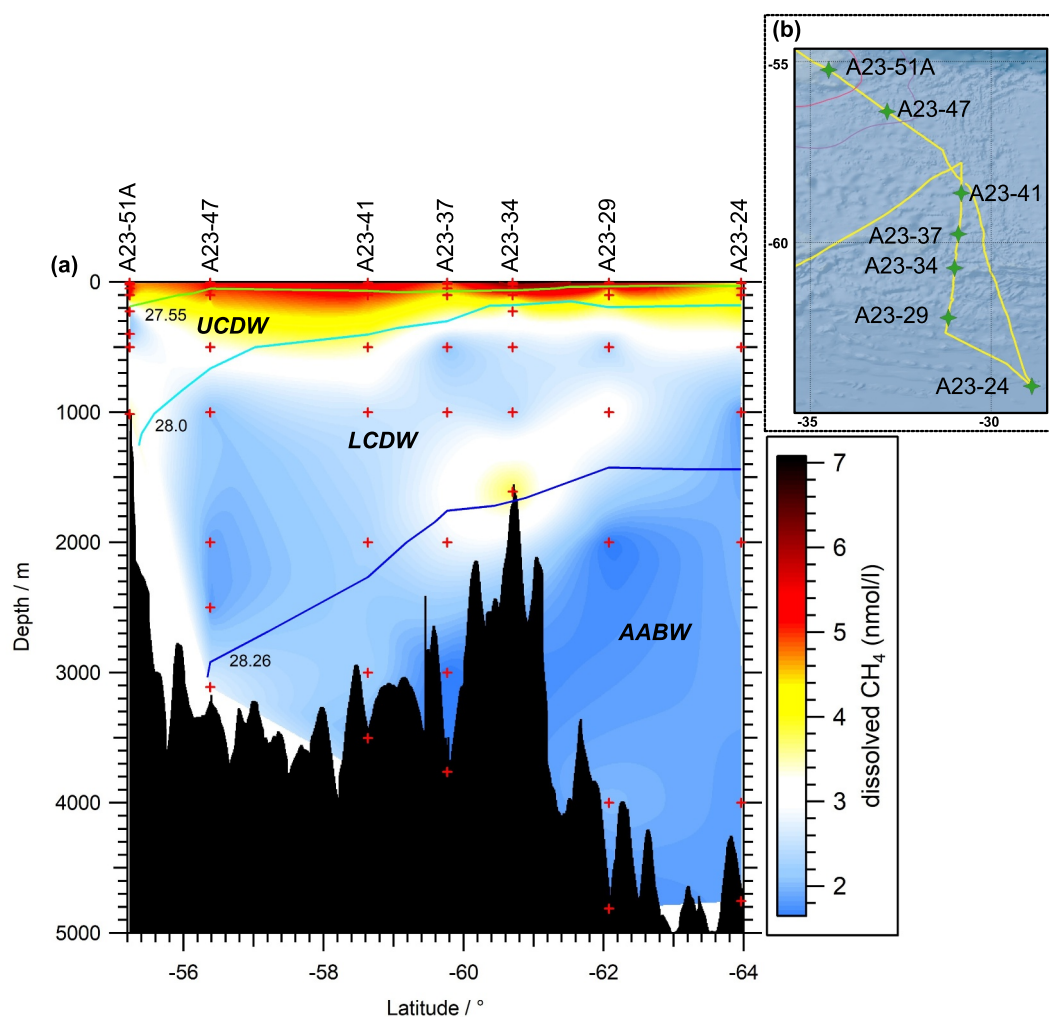 (a)
A23-51A
A23-47
A23-41
A23-37
A23-34
A23-29
A23-24
0
1000
2000
3000
4000
5000
Depth / m
27.55
UCDW
28.0
LCDW
28.26
AABW
-56
-58
-60
-62
-64
Latitude / °
(b)
-55
-60
A23-51A
A23-47
A23-41
A23-37
A23-34
A23-29
A23-24
-35
-30
7
6
5
4
3
2
dissolved CH₄ (nmol/l)